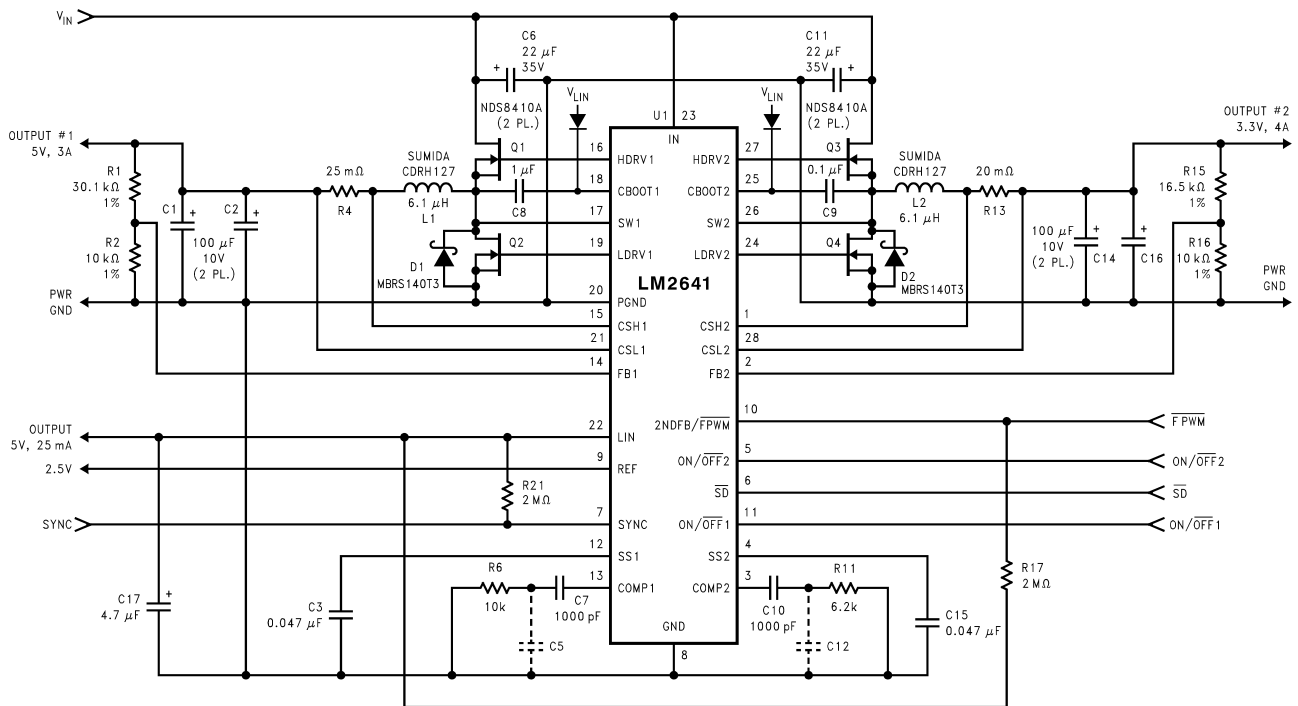 V_IN
C6
22 μF
35V
+
C11
22 μF
35V
+
NDS8410A
(2 PL.)
V_LIN
V_LIN
NDS8410A
(2 PL.)
U1
23
IN
OUTPUT #1
5V, 3A
OUTPUT #2
3.3V, 4A
R1
30.1 kΩ
1%
C1
+
C2
+
100 μF
10V
(2 PL.)
R2
10 kΩ
1%
PWR
GND
25 mΩ
R4
SUMIDA
CDRH127
6.1 μH
L1
Q1
1 μF
C8
Q2
D1
MBRS140T3
16
HDRV1
18
CBOOT1
17
SW1
19
LDRV1
LM2641
20
PGND
15
CSH1
21
CSL1
14
FB1
27
HDRV2
25
CBOOT2
26
SW2
24
LDRV2
1
CSH2
28
CSL2
2
FB2
Q3
0.1 μF
C9
Q4
D2
MBRS140T3
SUMIDA
CDRH127
L2
6.1 μH
20 mΩ
R13
100 μF
10V
(2 PL.)
+
C14
+
C16
R15
16.5 kΩ
1%
R16
10 kΩ
1%
PWR
GND
OUTPUT
5V, 25 mA
22
LIN
2.5V
9
REF
R21
2 MΩ
SYNC
7
SYNC
12
SS1
13
COMP1
10
2NDFB/FPWM
FPWM
5
ON/OFF2
ON/OFF2
6
SD
SD
11
ON/OFF1
ON/OFF1
4
SS2
3
COMP2
C17
4.7 μF
+
C3
0.047 μF
R6
10k
C7
1000 pF
C5
GND
8
C10
1000 pF
R11
6.2k
C12
C15
0.047 μF
R17
2 MΩ